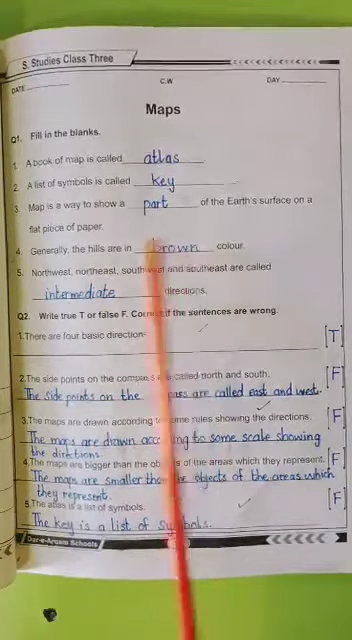 S. Studies Class Three
DATE
C.W
DAY
Maps
Q1. Fill in the blanks.
1. A book of map is called atlas
2. A list of symbols is called key
3. Map is a way to show a part of the Earth's surface on a
flat piece of paper.
4. Generally, the hills are in brown colour.
5. Northwest, northeast, southwest and southeast are called
intermediate directions.
Q2. Write true T or false F. Correct if the sentences are wrong.
1. There are four basic direction [T]
2. The side points on the compass are called north and south. [F]
The side points on the are called east and west.
3. The maps are drawn according to some rules showing the directions. [F]
The maps are drawn according to some scale showing
the directions.
4. The maps are bigger than the objects of the areas which they represent. [F]
The maps are smaller than the objects of the areas which
they represent.
5. The atlas is a list of symbols. [F]
The key is a list of symbols.
Dar-e-Arqam Schools